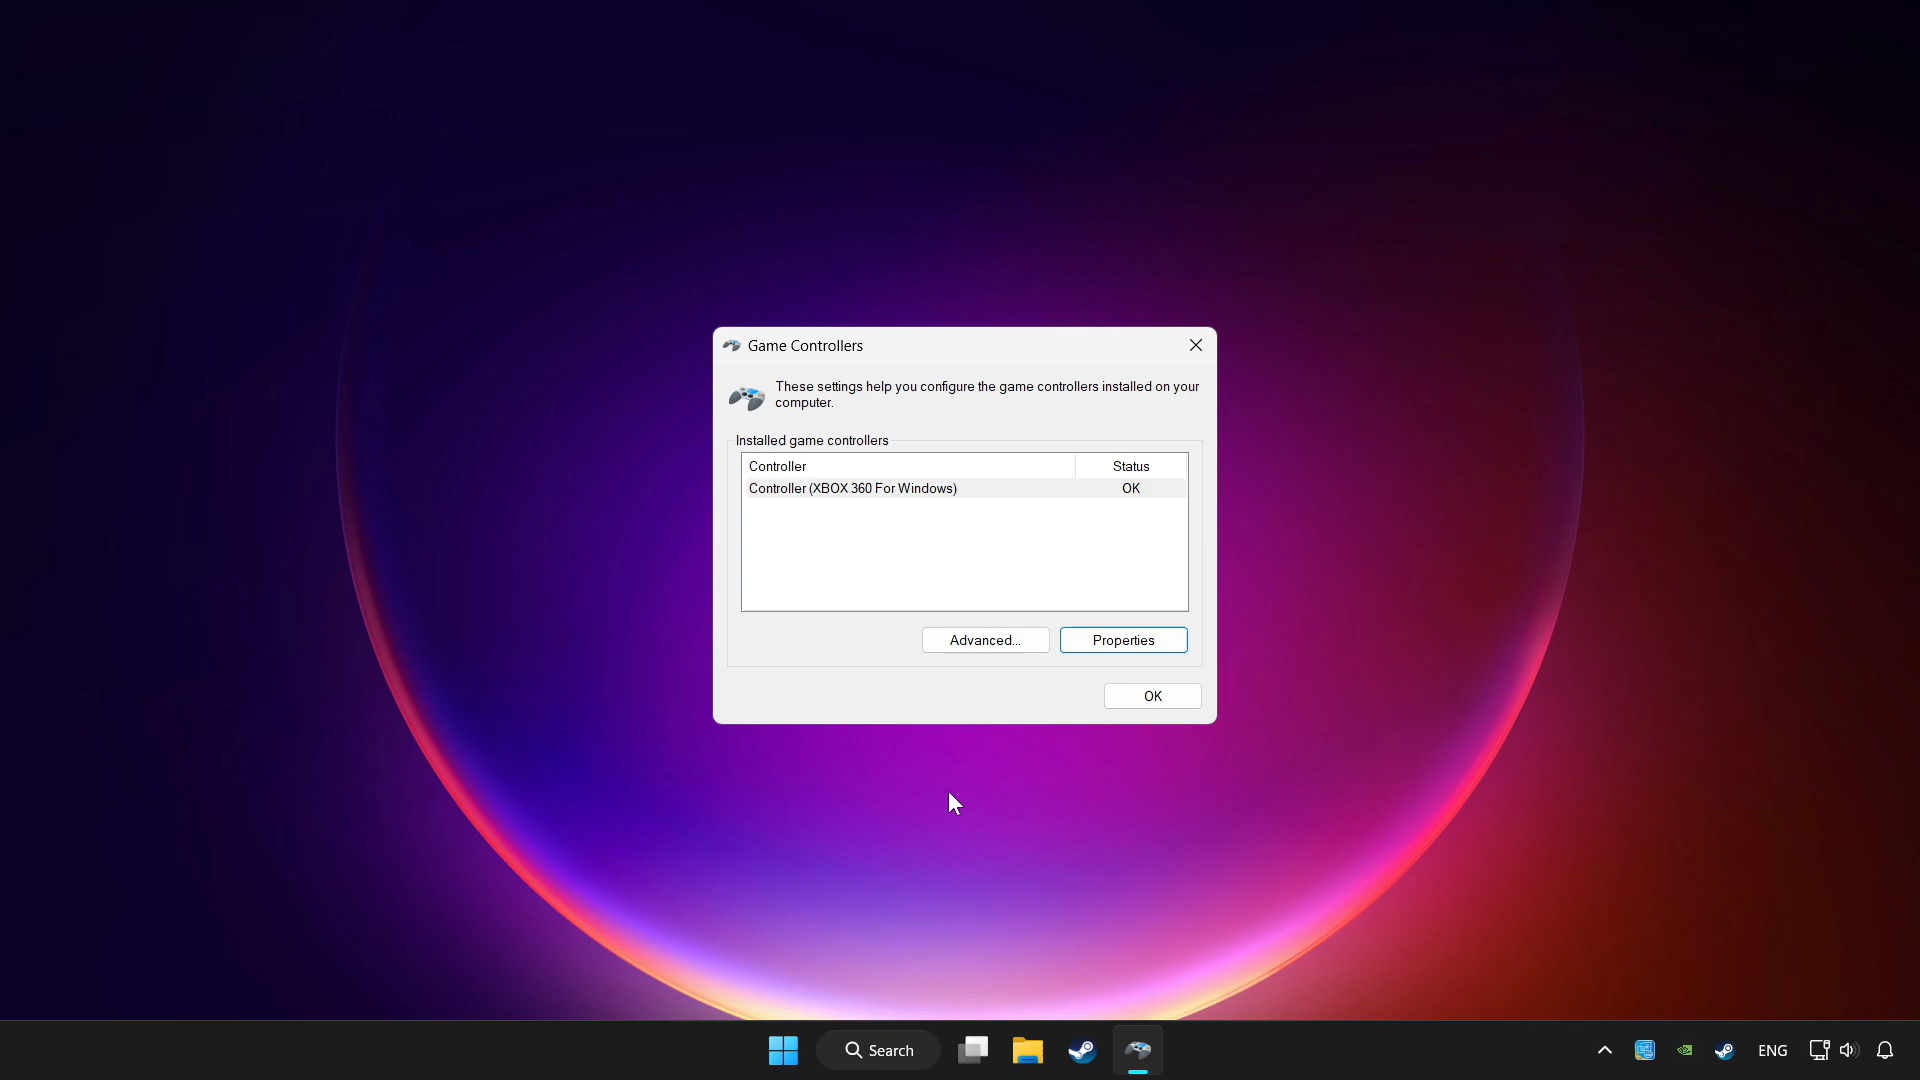 Game Controllers
These settings help you configure the game controllers installed on your
computer.
Installed game controllers
Controller Status
Controller (XBOX 360 For Windows) OK
Advanced... Properties
OK
Search ENG